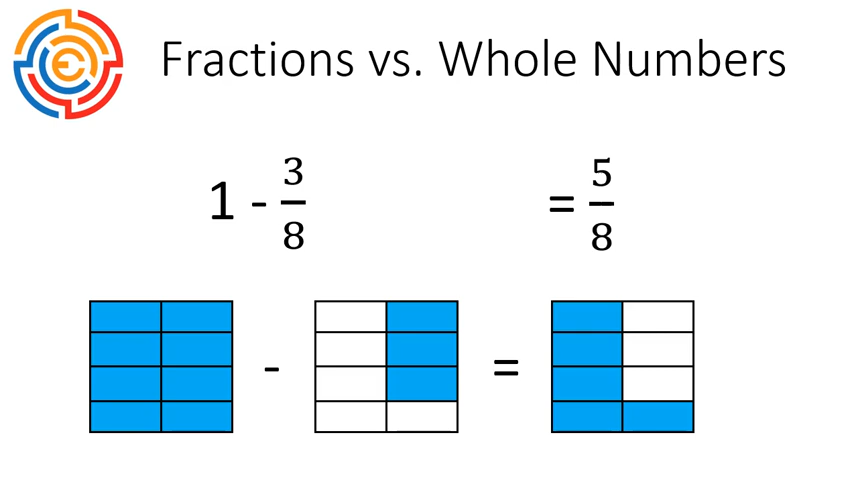 Fractions vs. Whole Numbers
1 - 3/8 = 5/8
- =